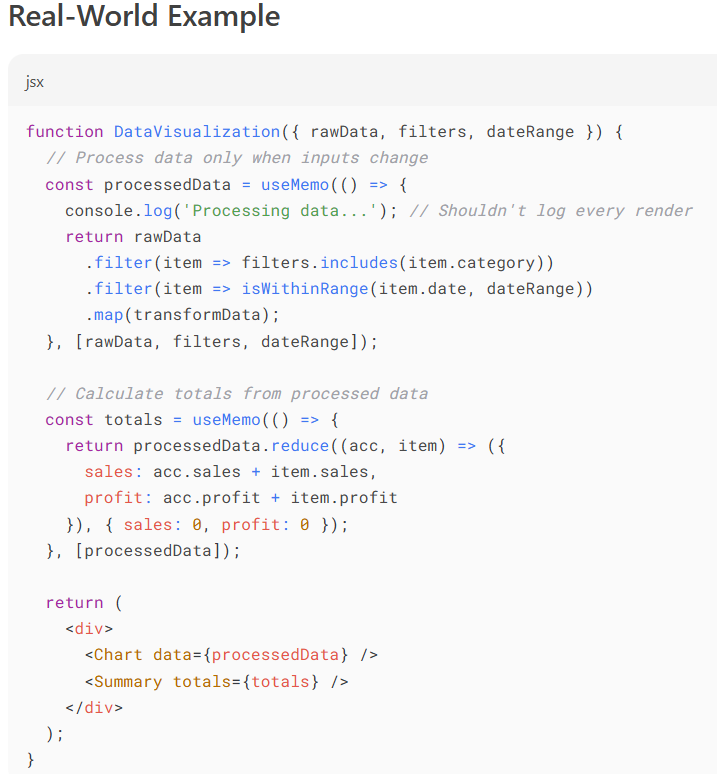 Real-World Example
jsx
function DataVisualization({ rawData, filters, dateRange }) {
  // Process data only when inputs change
  const processedData = useMemo(() => {
    console.log('Processing data...'); // Shouldn't log every render
    return rawData
      .filter(item => filters.includes(item.category))
      .filter(item => isWithinRange(item.date, dateRange))
      .map(transformData);
  }, [rawData, filters, dateRange]);

  // Calculate totals from processed data
  const totals = useMemo(() => {
    return processedData.reduce((acc, item) => ({
      sales: acc.sales + item.sales,
      profit: acc.profit + item.profit
    }), { sales: 0, profit: 0 });
  }, [processedData]);

  return (
    <div>
      <Chart data={processedData} />
      <Summary totals={totals} />
    </div>
  );
}